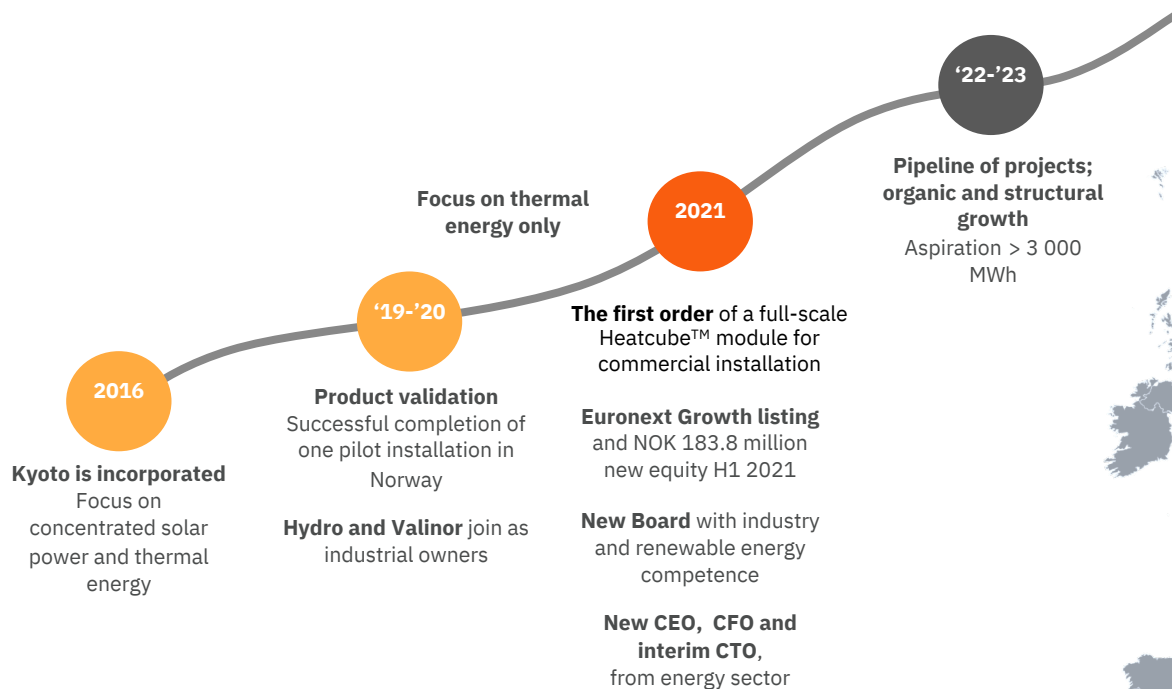 2016
Kyoto is incorporated
Focus on
concentrated solar
power and thermal
energy
‘19-’20
Product validation
Successful completion of
one pilot installation in
Norway
Hydro and Valinor join as
industrial owners
Focus on thermal
energy only
2021
The first order of a full-scale
Heatcube™ module for
commercial installation
Euronext Growth listing
and NOK 183.8 million
new equity H1 2021
New Board with industry
and renewable energy
competence
New CEO, CFO and
interim CTO,
from energy sector
‘22-’23
Pipeline of projects;
organic and structural
growth
Aspiration > 3 000
MWh